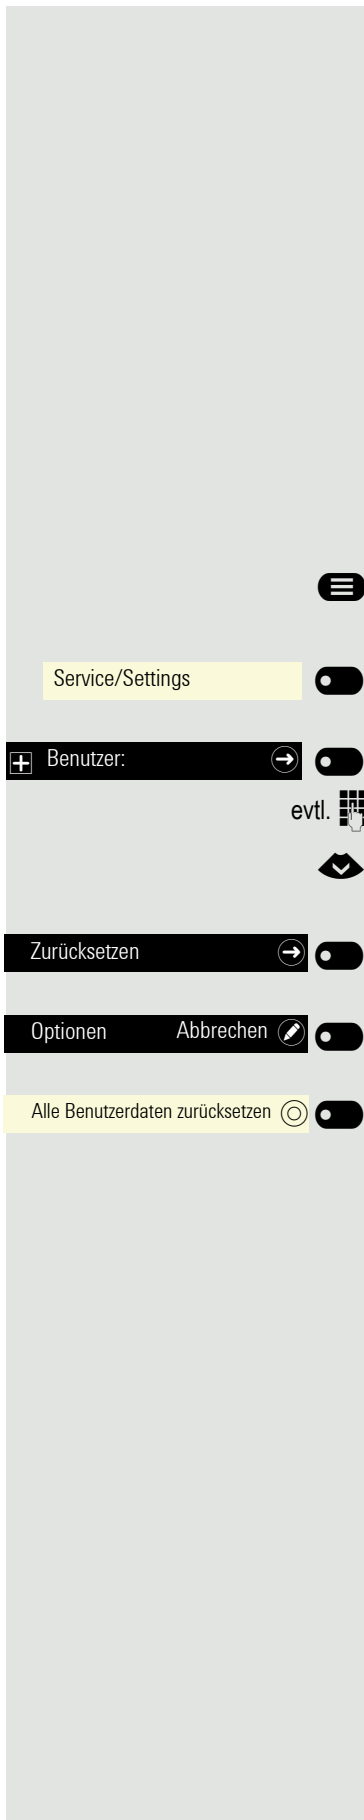 Service/Settings
Benutzer:
evtl.
Zurücksetzen
Optionen Abbrechen
Alle Benutzerdaten zurücksetzen